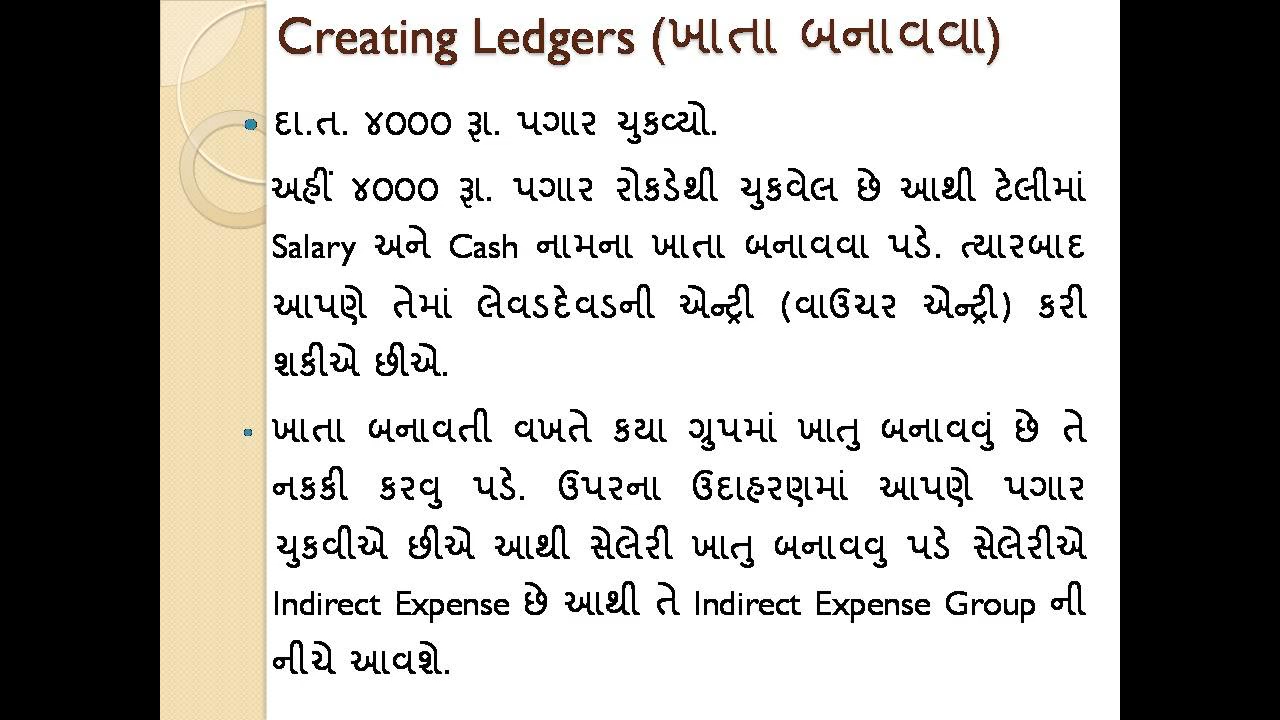 Creating Ledgers (ખાતા બનાવવા)
• દા.ત. ૪૦૦૦ રૂા. પગાર ચુકવ્યો.
અહીં ૪૦૦૦ રૂા. પગાર રોકડેથી ચુકવેલ છે આથી ટેલીમાં
Salary અને Cash નામના ખાતા બનાવવા પડે. ત્યારબાદ
આપણે તેમાં લેવડદેવડની એન્ટ્રી (વાઉચર એન્ટ્રી) કરી
શકીએ છીએ.
• ખાતા બનાવતી વખતે કયા ગ્રુપમાં ખાતુ બનાવવું છે તે
નકકી કરવુ પડે. ઉપરના ઉદાહરણમાં આપણે પગાર
ચુકવીએ છીએ આથી સેલેરી ખાતુ બનાવવુ પડે સેલેરીએ
Indirect Expense છે આથી તે Indirect Expense Group ની
નીચે આવશે.